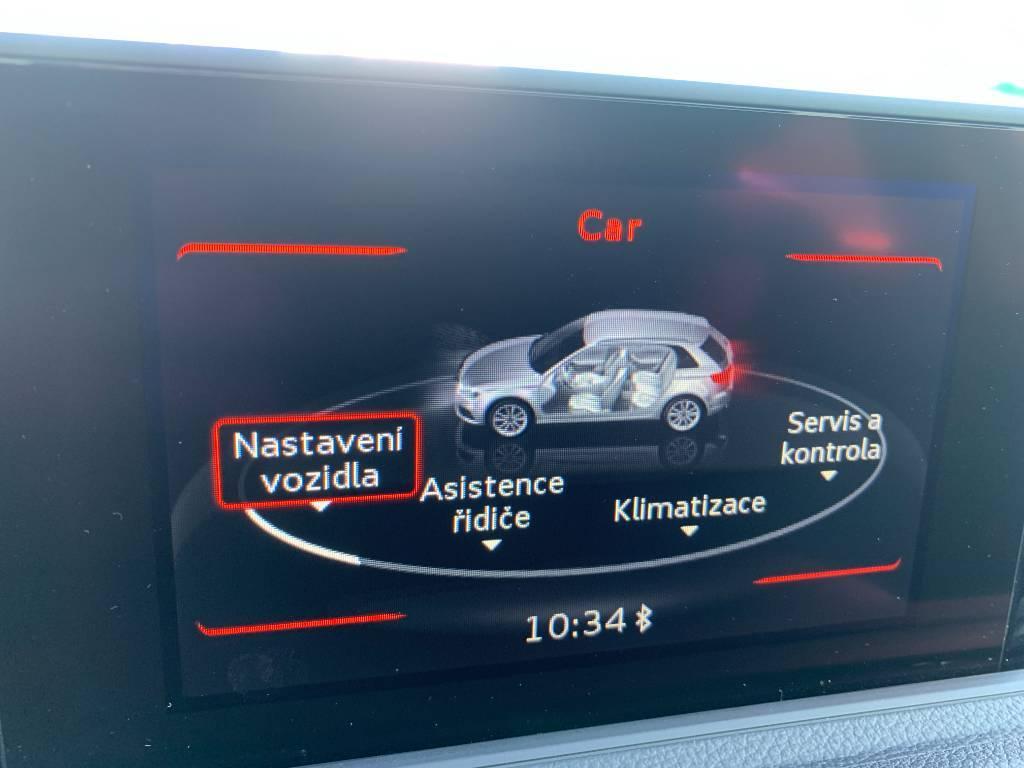 Car
Nastavení
vozidla
Asistence
řidiče
Klimatizace
Servis a
kontrola
10:34